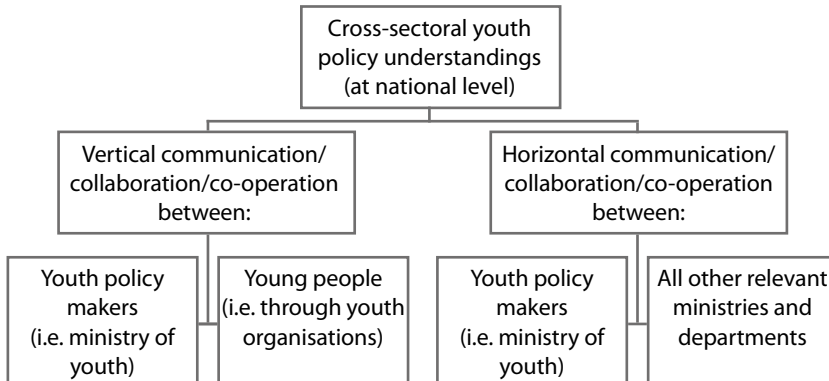 Cross-sectoral youth
policy understandings
(at national level)
Vertical communication/
collaboration/co-operation
between:
Horizontal communication/
collaboration/co-operation
between:
Youth policy
makers
(i.e. ministry of
youth)
Young people
(i.e. through youth
organisations)
Youth policy
makers
(i.e. ministry of
youth)
All other relevant
ministries and
departments